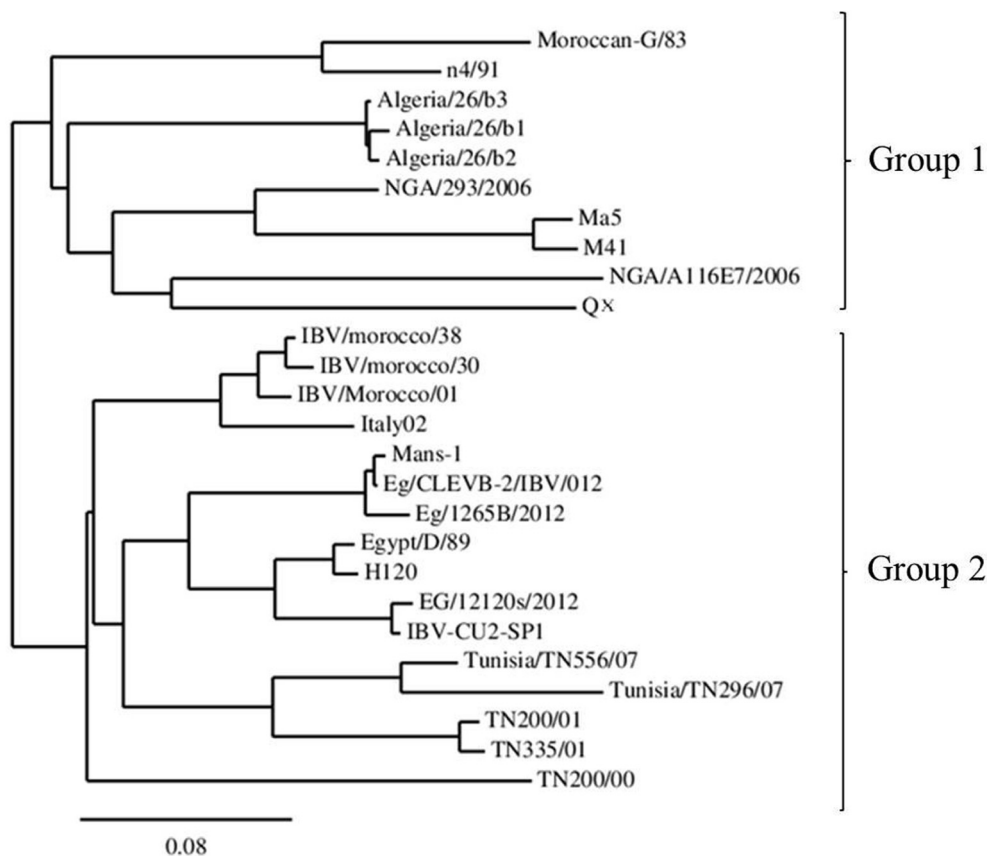 Moroccan-G/83
n4/91
Algeria/26/b3
Algeria/26/b1
Algeria/26/b2
Group 1
NGA/293/2006
Ma5
M41
NGA/A116E7/2006
QX
IBV/morocco/38
IBV/morocco/30
IBV/Morocco/01
Italy02
Mans-1
Eg/CLEVB-2/IBV/012
Eg/1265B/2012
Egypt/D/89
H120
Group 2
EG/12120s/2012
IBV-CU2-SP1
Tunisia/TN556/07
Tunisia/TN296/07
TN200/01
TN335/01
TN200/00
0.08